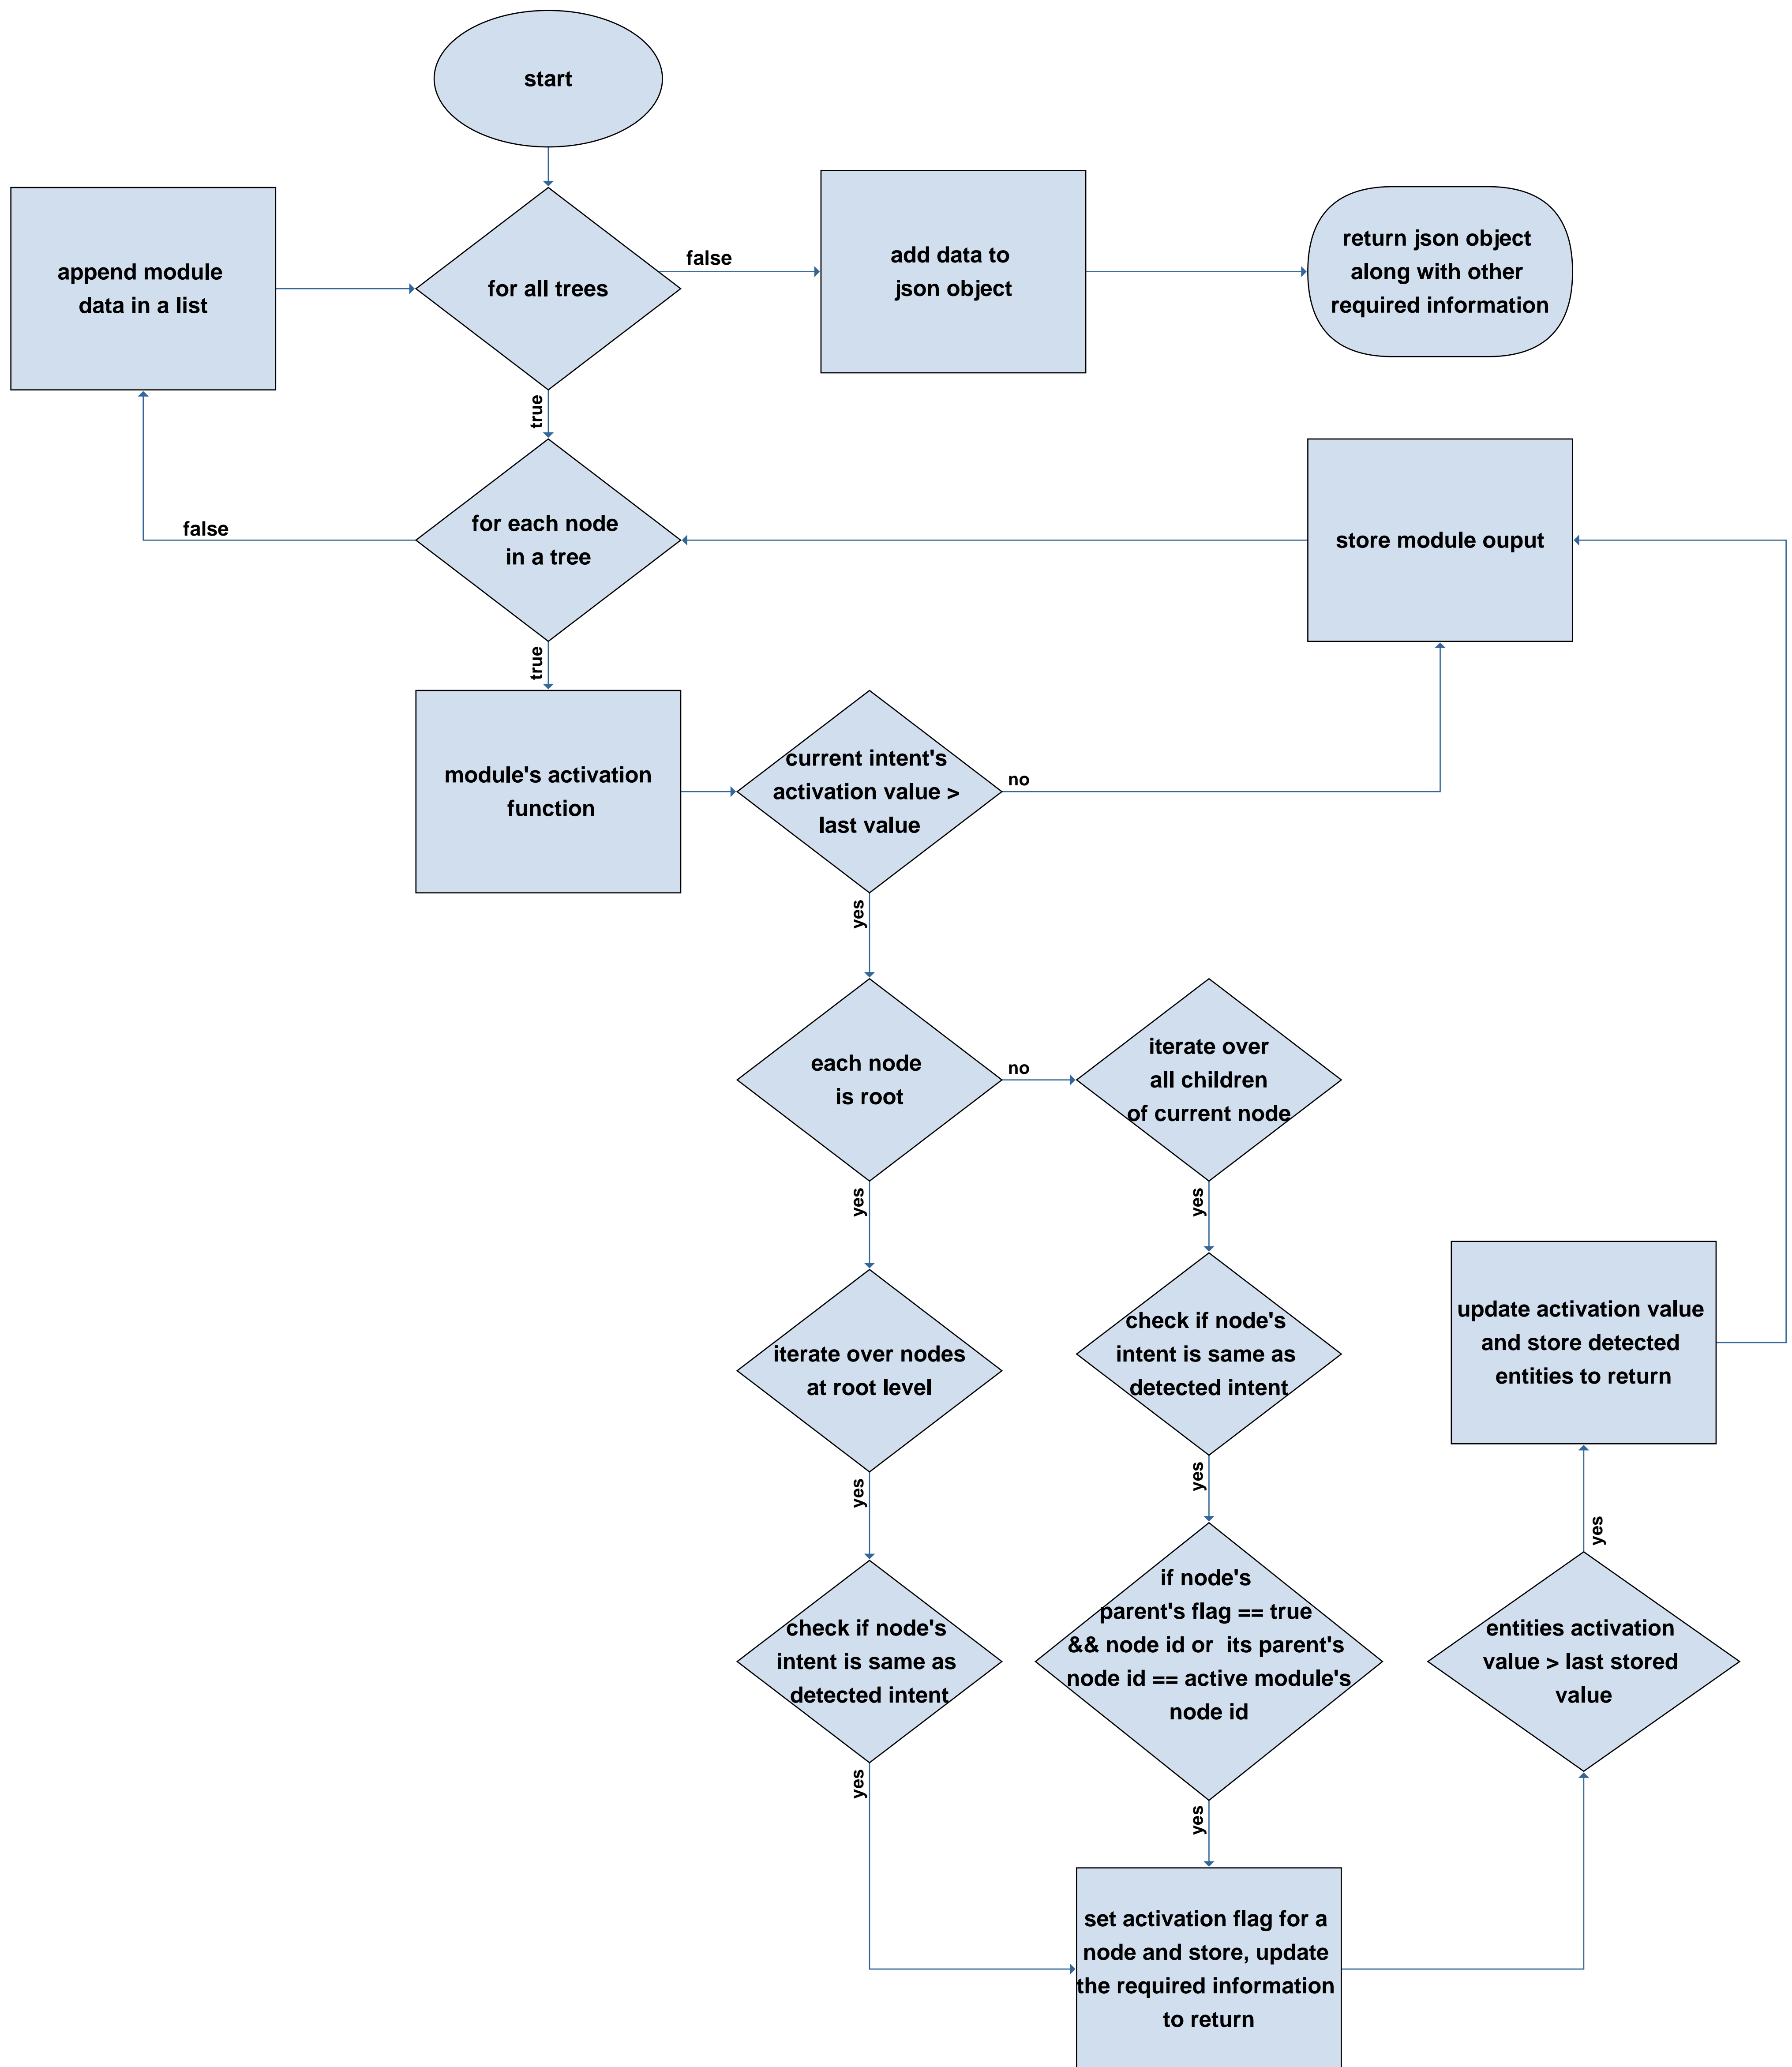 start
append module
data in a list
for all trees
false
add data to
json object
return json object
along with other
required information
true
for each node
in a tree
false
store module ouput
true
module's activation
function
current intent's
activation value >
last value
no
yes
each node
is root
no
iterate over
all children
of current node
yes
yes
iterate over nodes
at root level
check if node's
intent is same as
detected intent
update activation value
and store detected
entities to return
yes
yes
yes
check if node's
intent is same as
detected intent
if node's
parent's flag == true
&& node id or its parent's
node id == active module's
node id
entities activation
value > last stored
value
yes
yes
set activation flag for a
node and store, update
the required information
to return